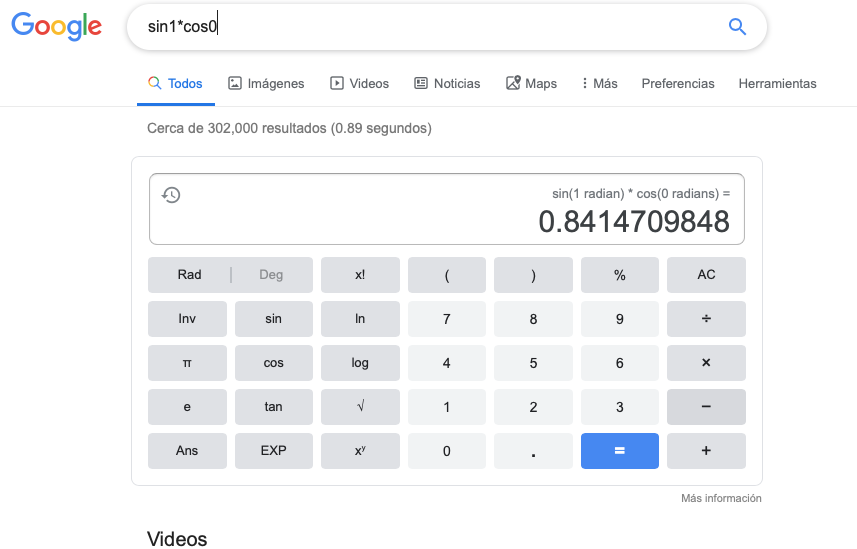 Google sin1*cos0
Todos Imágenes Videos Noticias Maps Más Preferencias Herramientas
Cerca de 302,000 resultados (0.89 segundos)
sin(1 radian) * cos(0 radians) =
0.8414709848
Rad | Deg x! ( ) % AC
Inv sin ln 7 8 9 ÷
π cos log 4 5 6 ×
e tan √ 1 2 3 −
Ans EXP xʸ 0 . = +
Más información
Videos